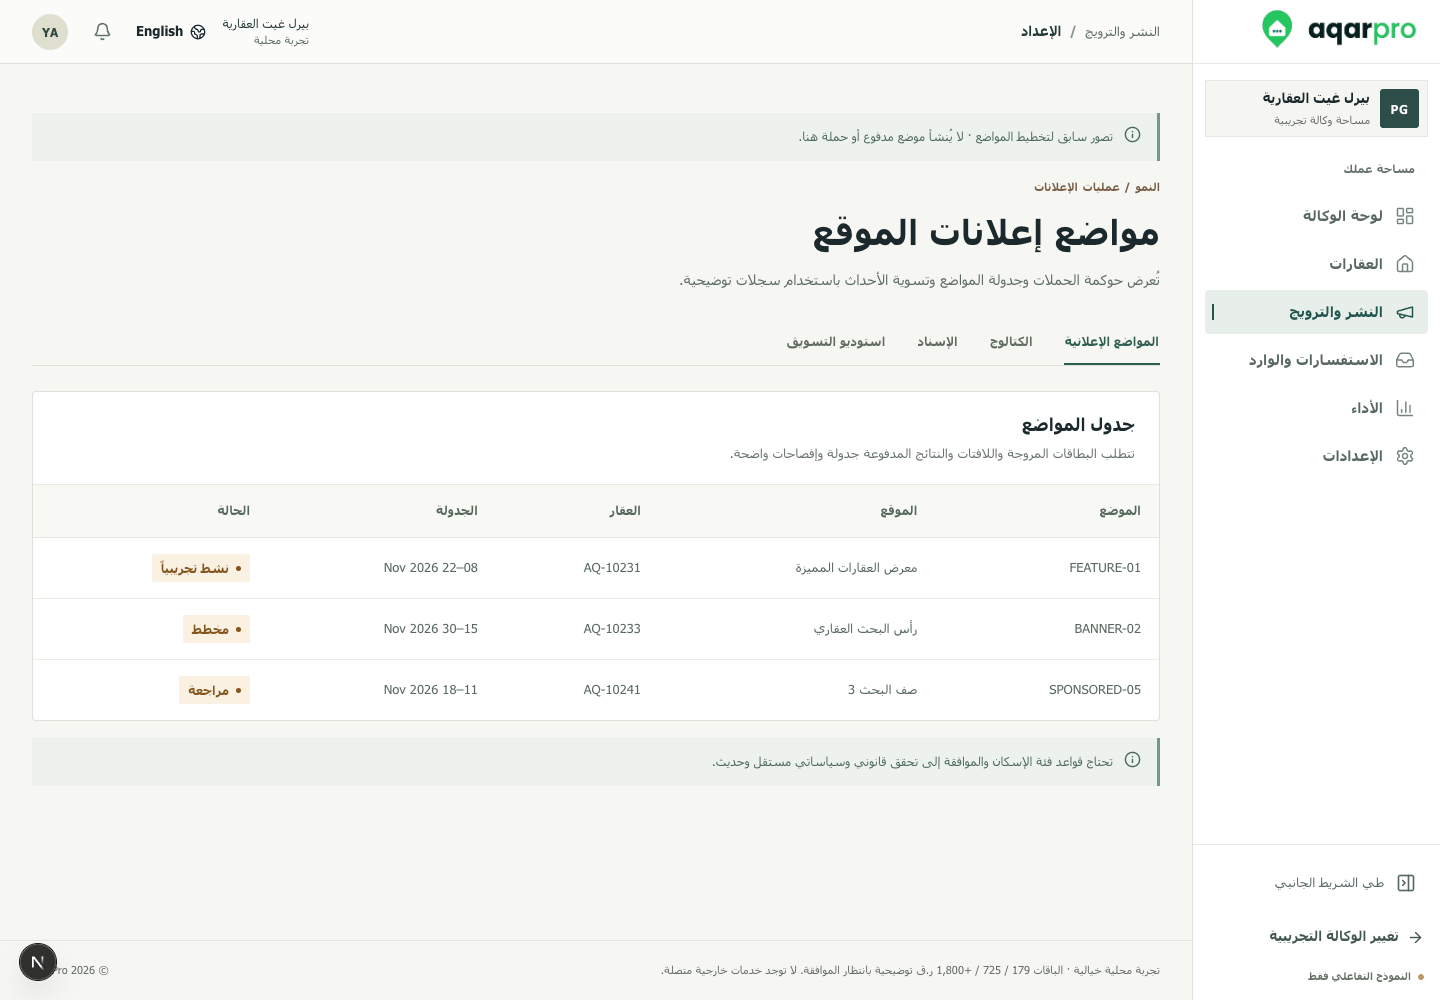 aqarpro
PG
بيرل غيت العقارية
مساحة وكالة تجريبية
مساحة عملك
لوحة الوكالة
العقارات
النشر والترويج
الاستفسارات والوارد
الأداء
الإعدادات
طي الشريط الجانبي
تغيير الوكالة التجريبية
النموذج التفاعلي فقط
النشر والترويج / الإعداد
بيرل غيت العقارية
تجربة محلية
English
YA
تصور سابق لتخطيط المواضع · لا يُنشأ موضع مدفوع أو حملة هنا.
النمو / عمليات الإعلانات
مواضع إعلانات الموقع
تُعرض حوكمة الحملات وجدولة المواضع وتسوية الأحداث باستخدام سجلات توضيحية.
المواضع الإعلانية الكتالوج الإسناد استوديو التسويق
جدول المواضع
تتطلب البطاقات المروجة واللافتات والنتائج المدفوعة جدولة وإفصاحات واضحة.
الموضع الموقع العقار الجدولة الحالة
FEATURE-01 معرض العقارات المميزة AQ-10231 08–22 Nov 2026 نشط تجريبياً
BANNER-02 رأس البحث العقاري AQ-10233 15–30 Nov 2026 مخطط
SPONSORED-05 صف البحث 3 AQ-10241 11–18 Nov 2026 مراجعة
تحتاج قواعد فئة الإسكان والموافقة إلى تحقق قانوني وسياساتي مستقل وحديث.
تجربة محلية خيالية · الباقات 179 / 725 / +1,800 ر.ق توضيحية بانتظار الموافقة. لا توجد خدمات خارجية متصلة.
© 2026
N